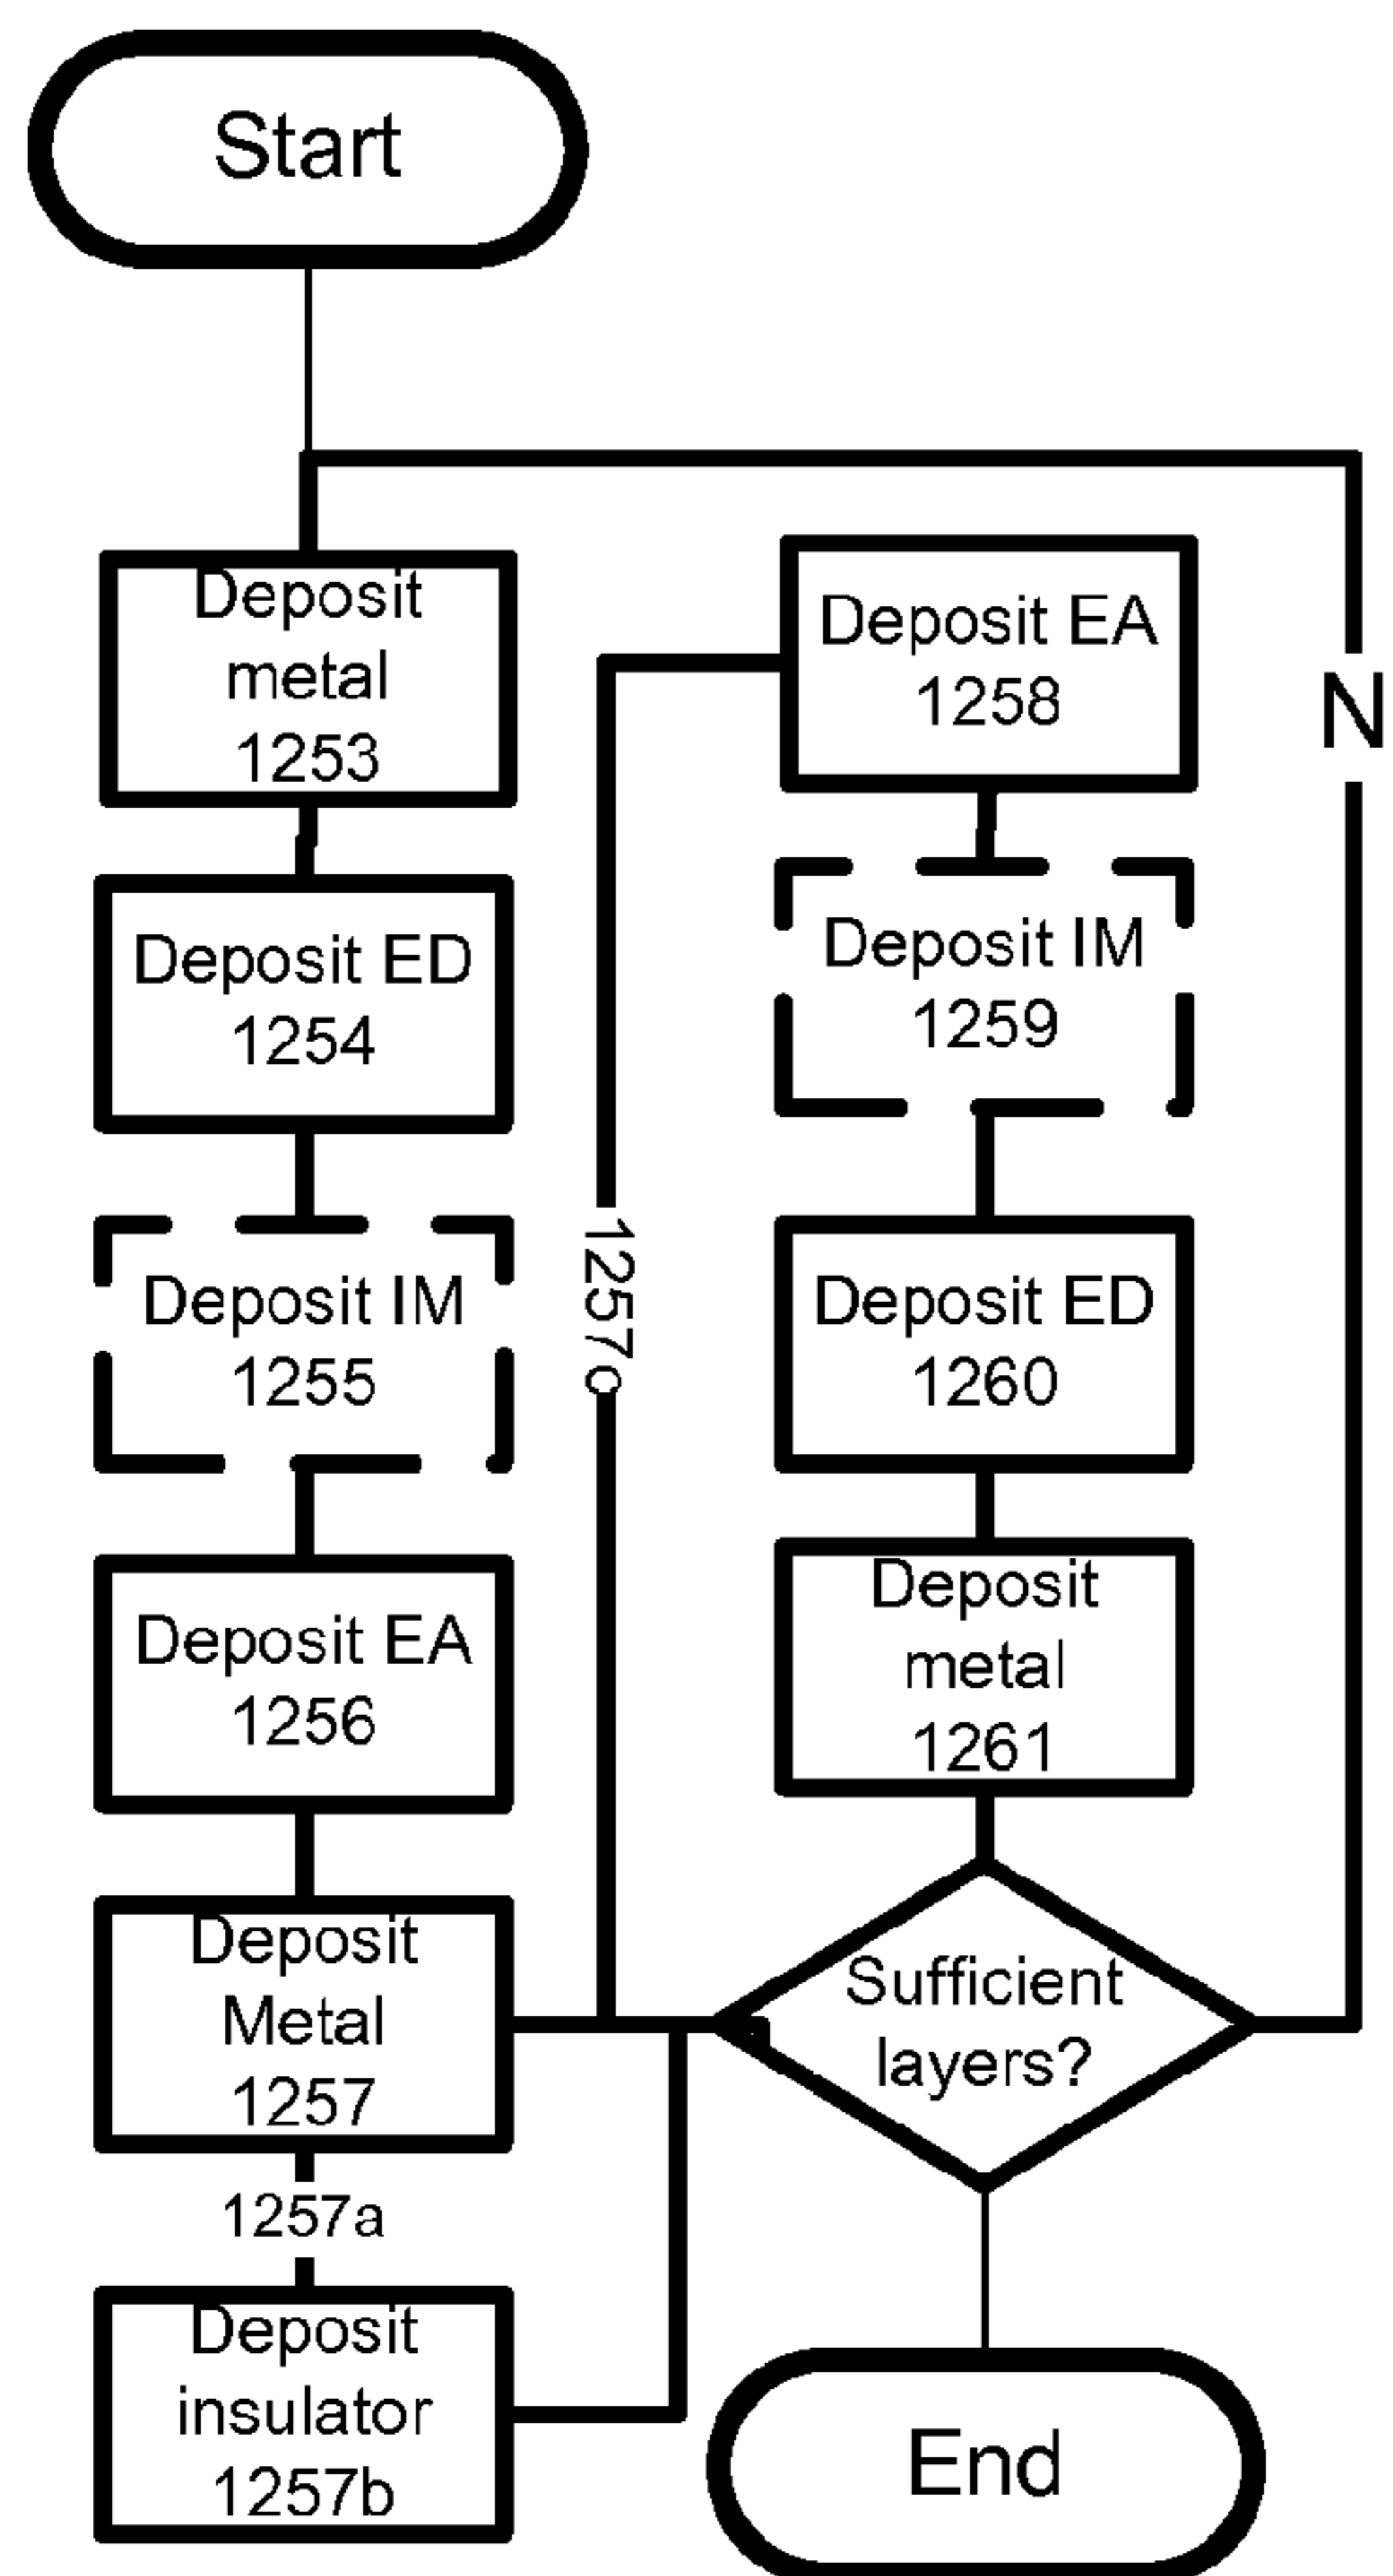 Start
Deposit
metal
1253
Deposit ED
1254
Deposit IM
1255
Deposit EA
1256
Deposit
Metal
1257
1257a
Deposit
insulator
1257b
1257c
Deposit EA
1258
Deposit IM
1259
Deposit ED
1260
Deposit
metal
1261
Sufficient
layers?
N
End